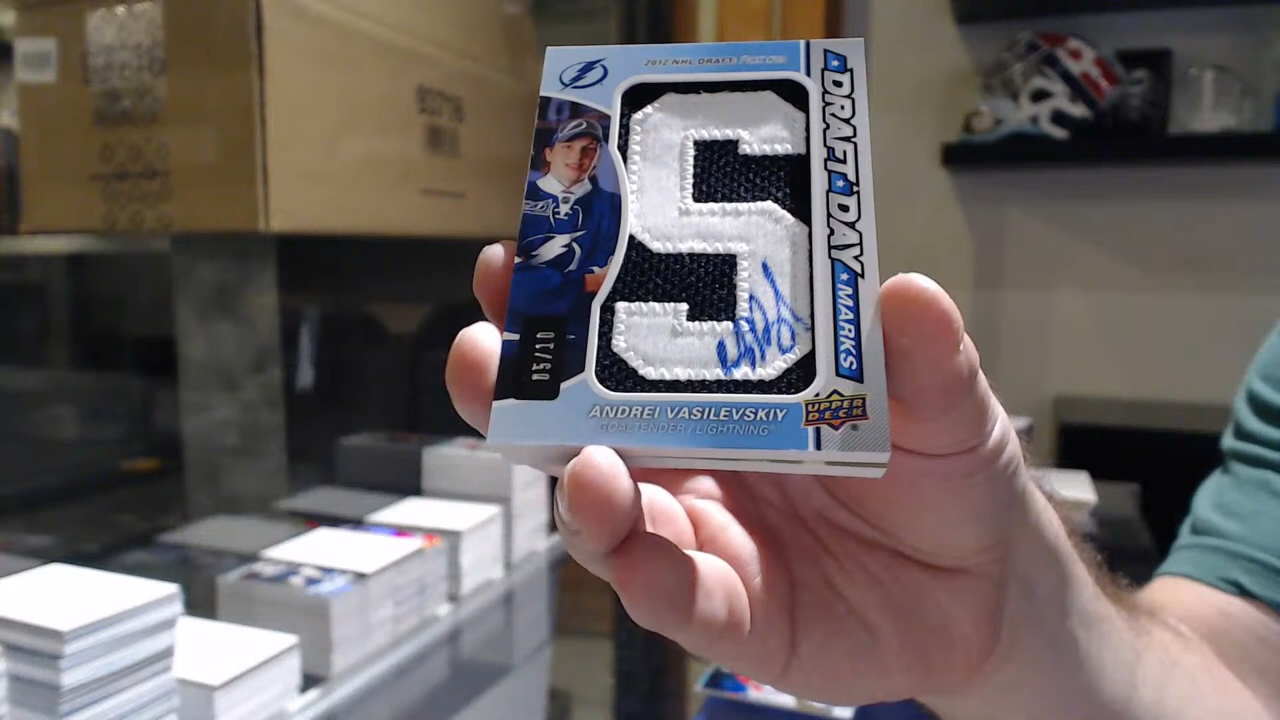 2012 NHL DRAFT:
DRAFT DAY MARKS
S
05/10
ANDREI VASILEVSKIY
GOALTENDER / LIGHTNING
UPPER DECK